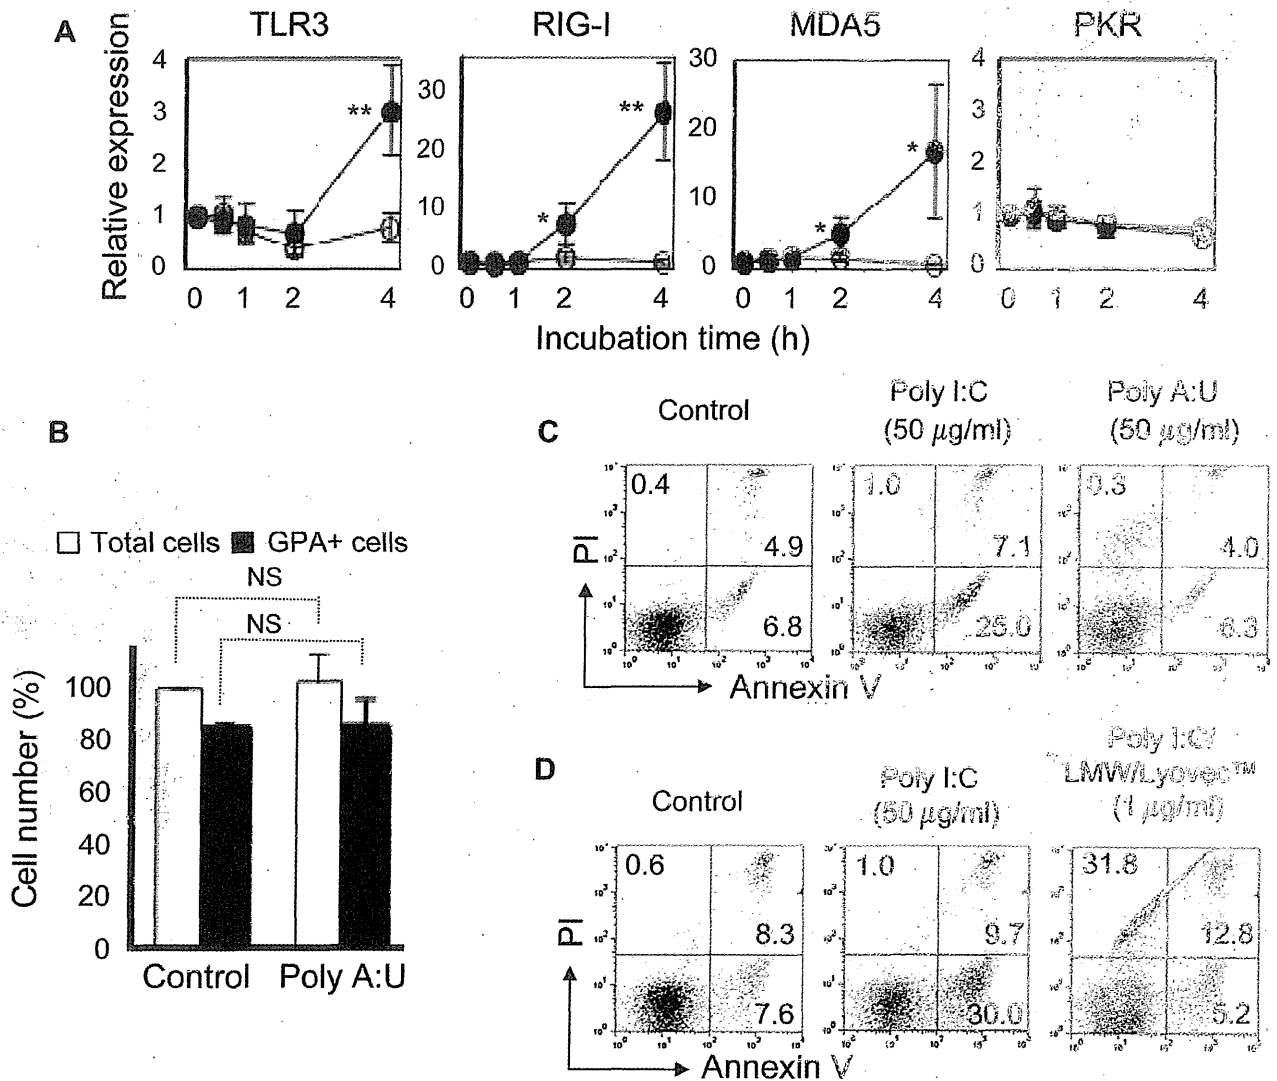 A
TLR3 RIG-I MDA5 PKR
Relative expression
4 3 2 1 0
30 20 10 0
30 20 10 0
4 3 2 1 0
** ** * * *
0 1 2 4 0 1 2 4 0 1 2 4 0 1 2 4
Incubation time (h)
B
Total cells GPA+ cells
NS
NS
Cell number (%)
100
80
60
40
20
0
Control Poly A:U
C
Control Poly I:C (50 µg/ml) Poly A:U (50 µg/ml)
0.4 1.0 0.3
4.9 7.1 4.0
6.8 25.0 6.3
PI
Annexin V
D
Control Poly I:C (50 µg/ml) Poly I:C/ LMW/Lyovec™ (1 µg/ml)
0.6 1.0 31.8
8.3 9.7 12.8
7.6 30.0 5.2
PI
Annexin V